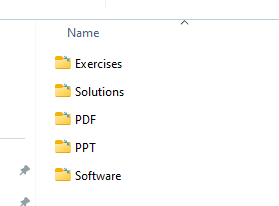 Name
Exercises
Solutions
PDF
PPT
Software